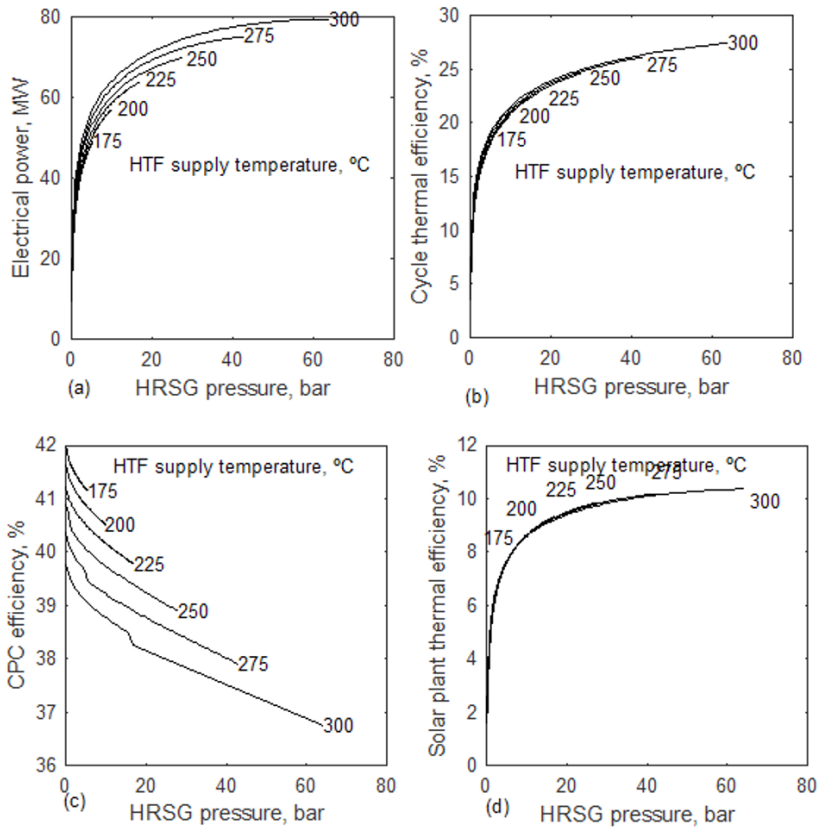 80
60
40
20
0
Electrical power, MW
300
275
250
225
200
175
HTF supply temperature, ºC
0 20 40 60 80
(a)
HRSG pressure, bar
30
25
20
15
10
5
0
Cycle thermal efficiency, %
300
275
250
225
200
175
HTF supply temperature, ºC
0 20 40 60 80
(b)
HRSG pressure, bar
42
41
40
39
38
37
36
CPC efficiency, %
HTF supply temperature, ºC
175
200
225
250
275
300
0 20 40 60 80
(c)
HRSG pressure, bar
12
10
8
6
4
2
0
Solar plant thermal efficiency, %
HTF supply temperature, ºC
275
250
225
200
175
300
0 20 40 60 80
(d)
HRSG pressure, bar